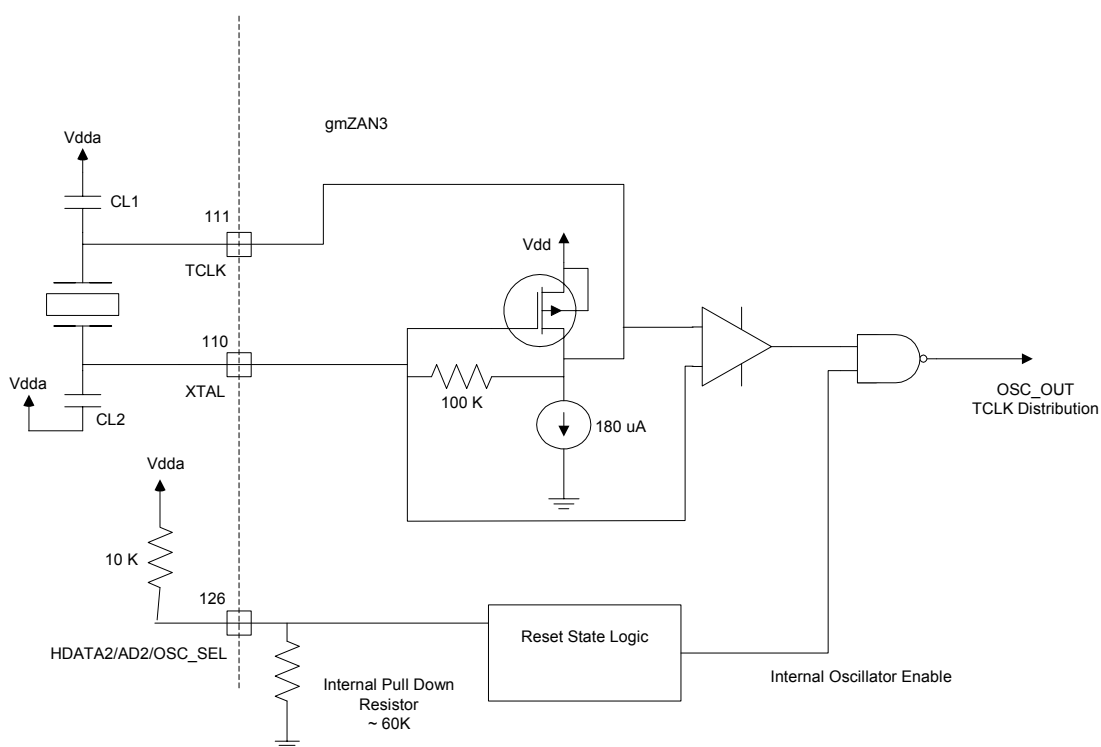 gmZAN3
Vdda
CL1
111
TCLK
Vdd
110
XTAL
100 K
Vdda
CL2
180 uA
OSC_OUT
TCLK Distribution
Vdda
10 K
126
HDATA2/AD2/OSC_SEL
Reset State Logic
Internal Pull Down
Resistor
~ 60K
Internal Oscillator Enable